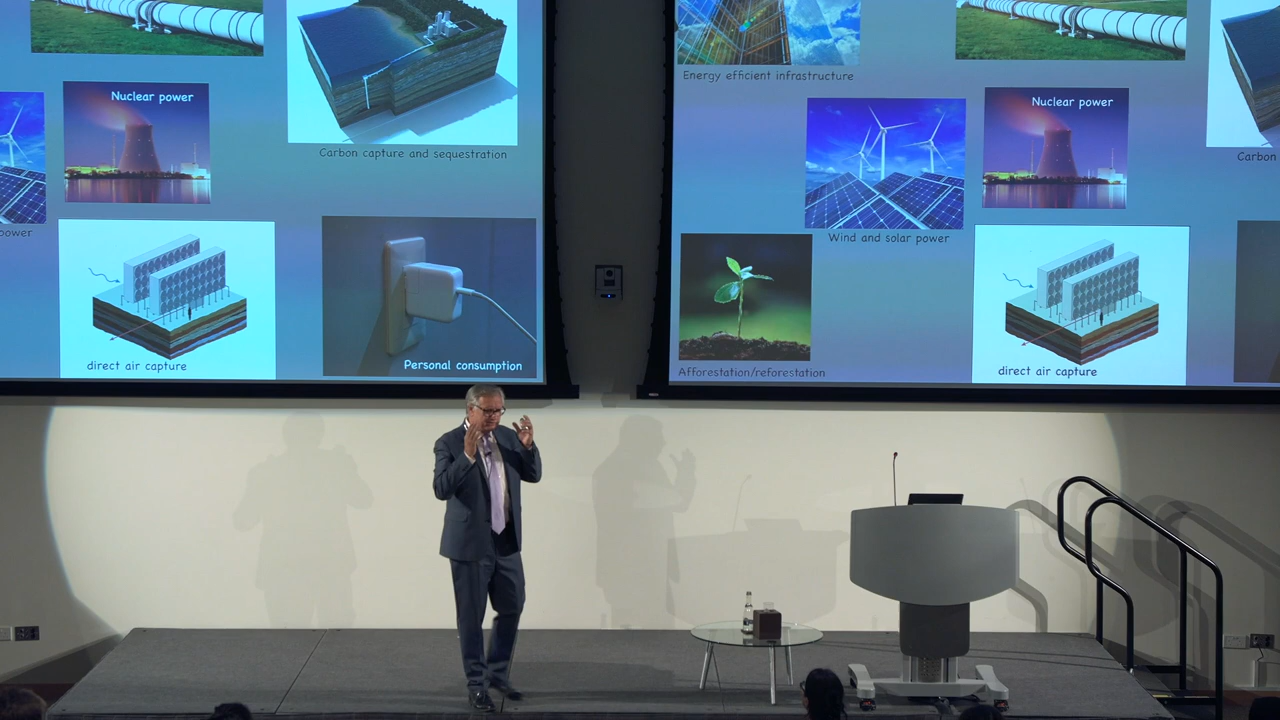 Nuclear power
Carbon capture and sequestration
power
direct air capture
Personal consumption
Energy efficient infrastructure
Nuclear power
Carbon
Wind and solar power
Afforestation/reforestation
direct air capture